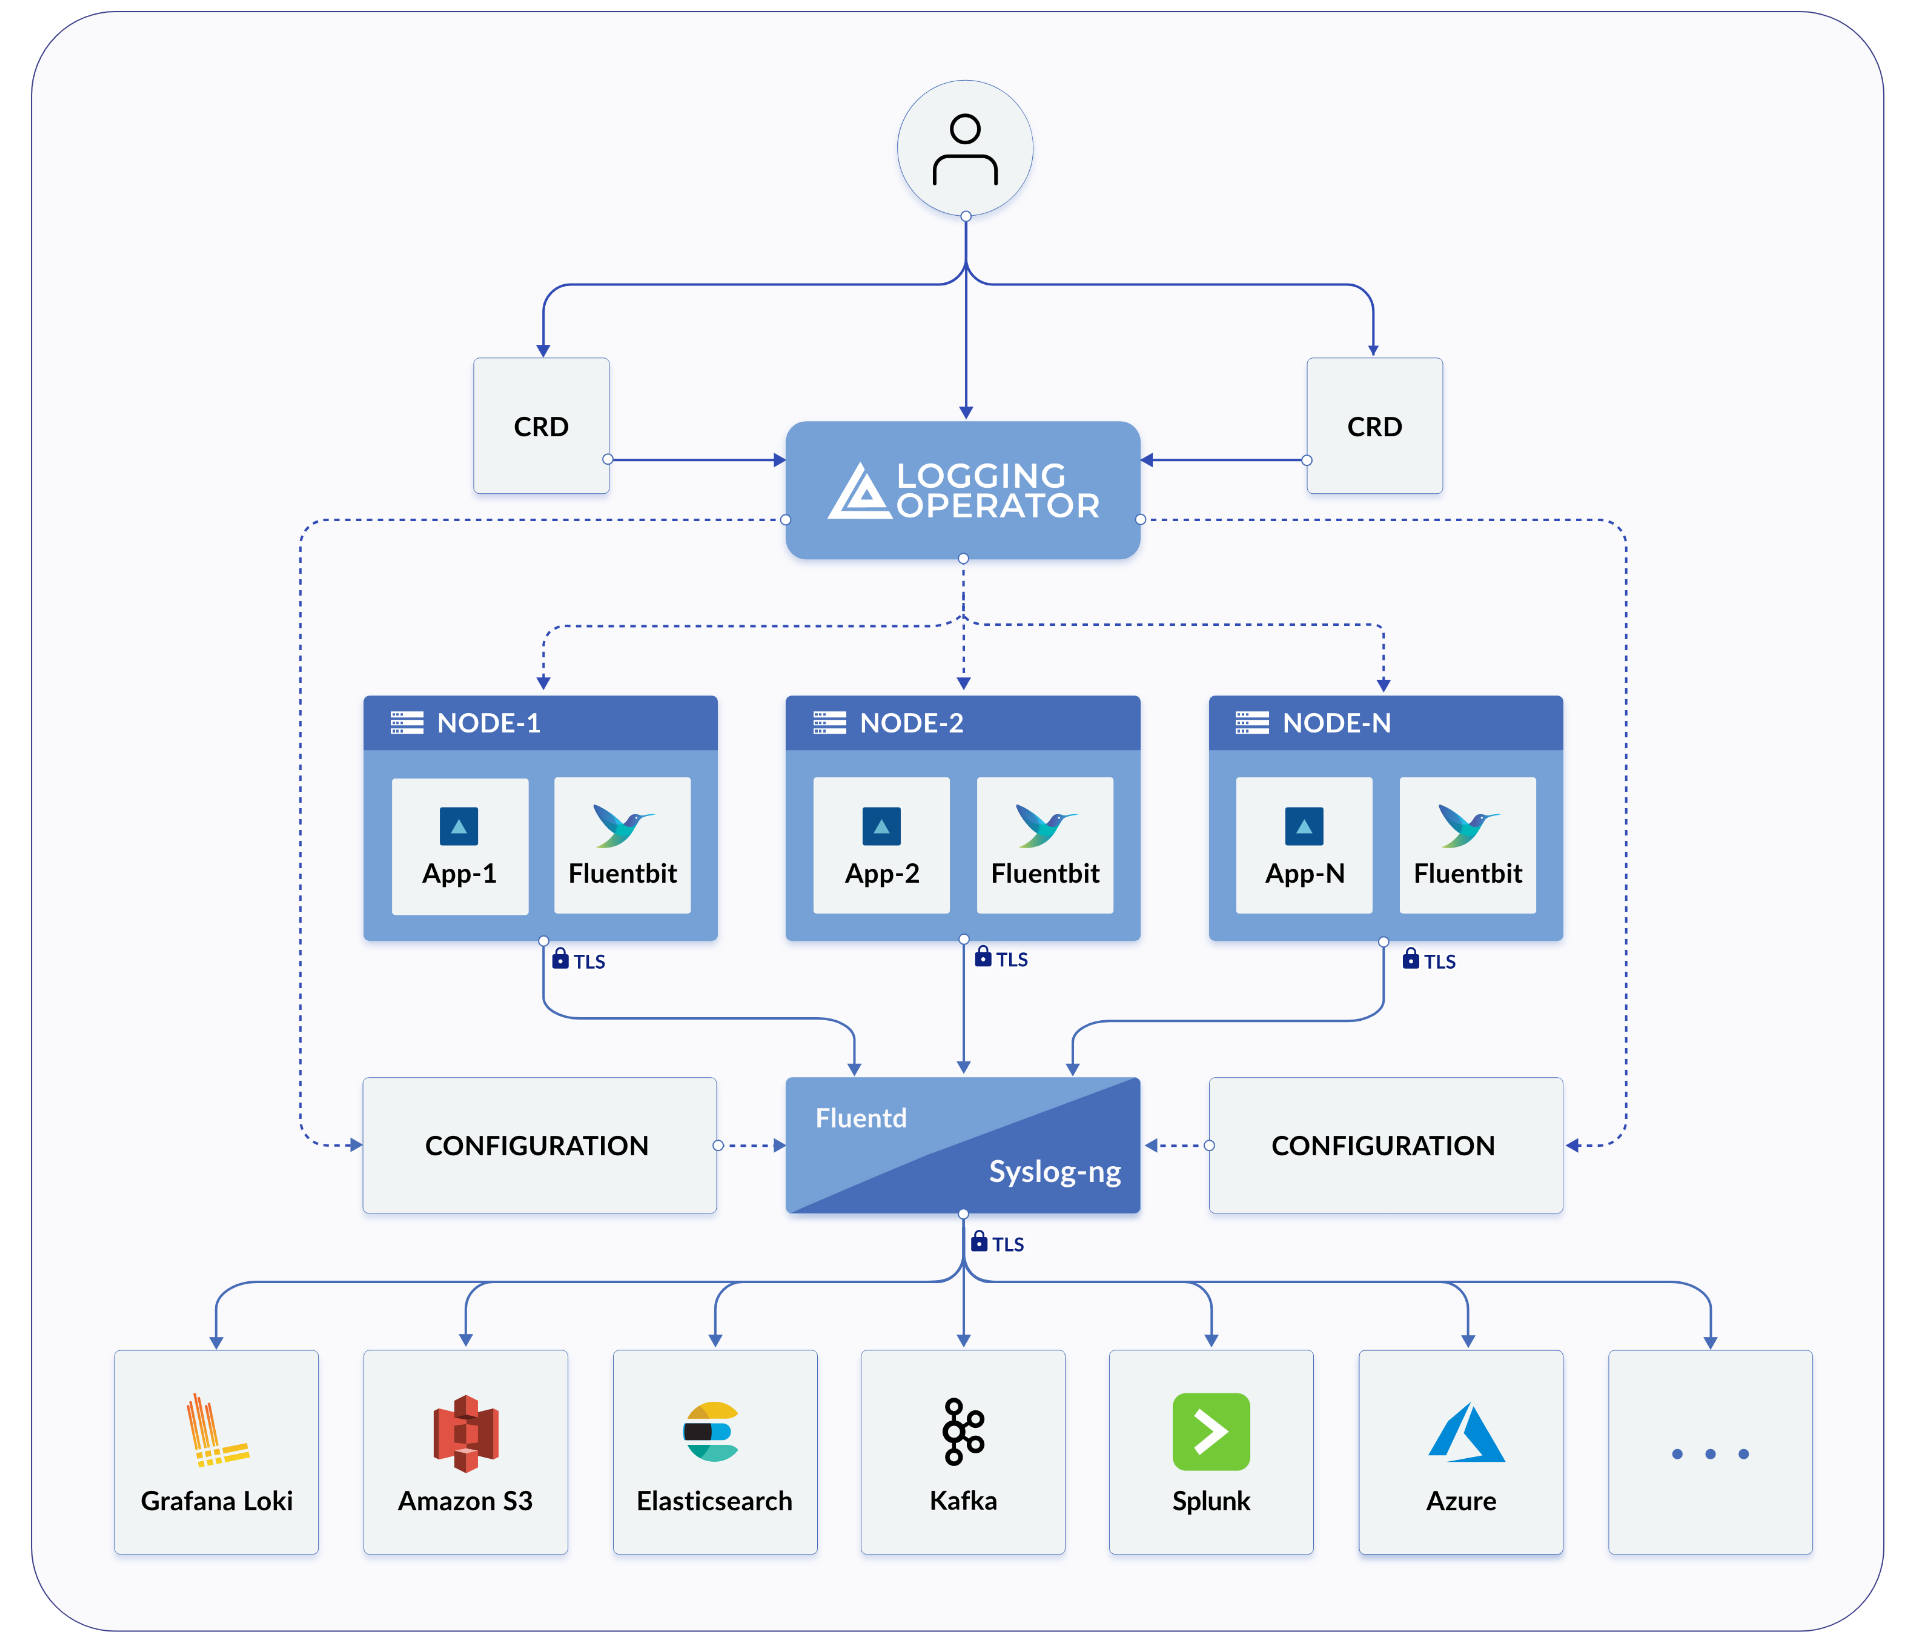 CRD
CRD
LOGGING
OPERATOR
NODE-1
NODE-2
NODE-N
App-1
Fluentbit
App-2
Fluentbit
App-N
Fluentbit
TLS
TLS
TLS
CONFIGURATION
Fluentd
Syslog-ng
CONFIGURATION
TLS
Grafana Loki
Amazon S3
Elasticsearch
Kafka
Splunk
Azure
...